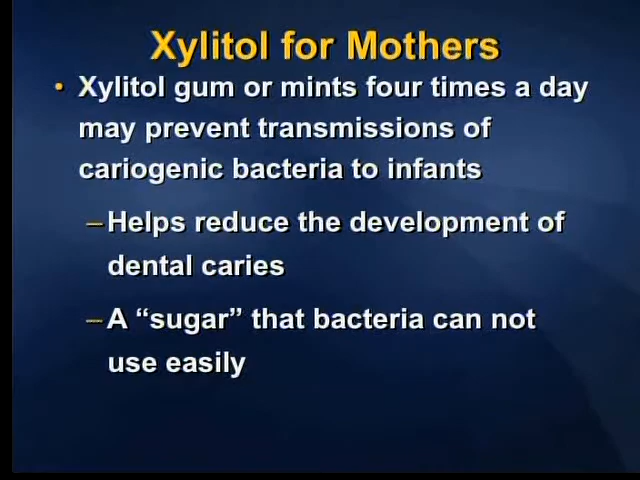 Xylitol for Mothers
• Xylitol gum or mints four times a day
may prevent transmissions of
cariogenic bacteria to infants
– Helps reduce the development of
dental caries
– A “sugar” that bacteria can not
use easily